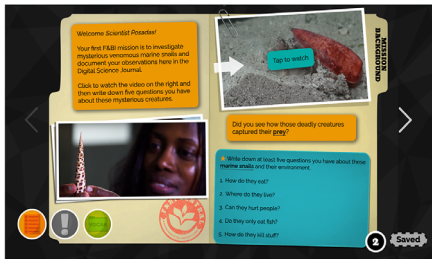 Welcome Scientist Posadas!
Your first F&BI mission is to investigate
mysterious venomous marine snails and
document your observations here in the
Digital Science Journal.
Click to watch the video on the right and
then write down five questions you have
about these mysterious creatures.
Tap to watch
MISSION
BACKGROUND
Did you see how those deadly creatures
captured their prey?
Write down at least five questions you have about these
marine snails and their environment.
1. How do they eat?
2. Where do they live?
3. Can they hurt people?
4. Do they only eat fish?
5. How do they kill stuff?
2
Saved